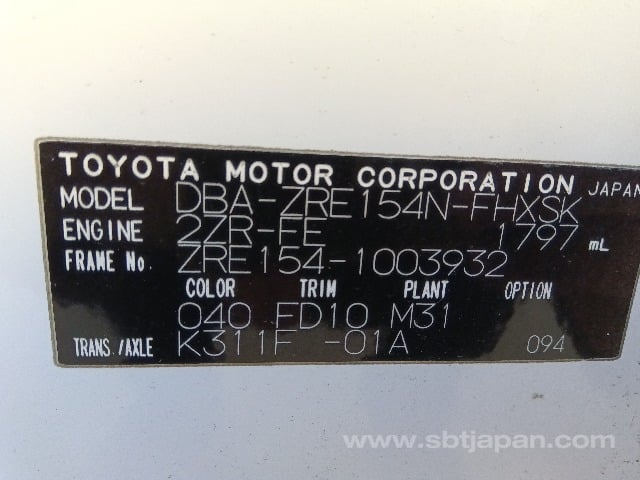 TOYOTA MOTOR CORPORATION JAPAN
MODEL DBA-ZRE154N-FHXSK
ENGINE 2ZR-FE 1797 mL
FRAME No. ZRE154-1003932
COLOR TRIM PLANT OPTION
040 FD10 M31
TRANS./AXLE K311F -01A 094
www.sbtjapan.com